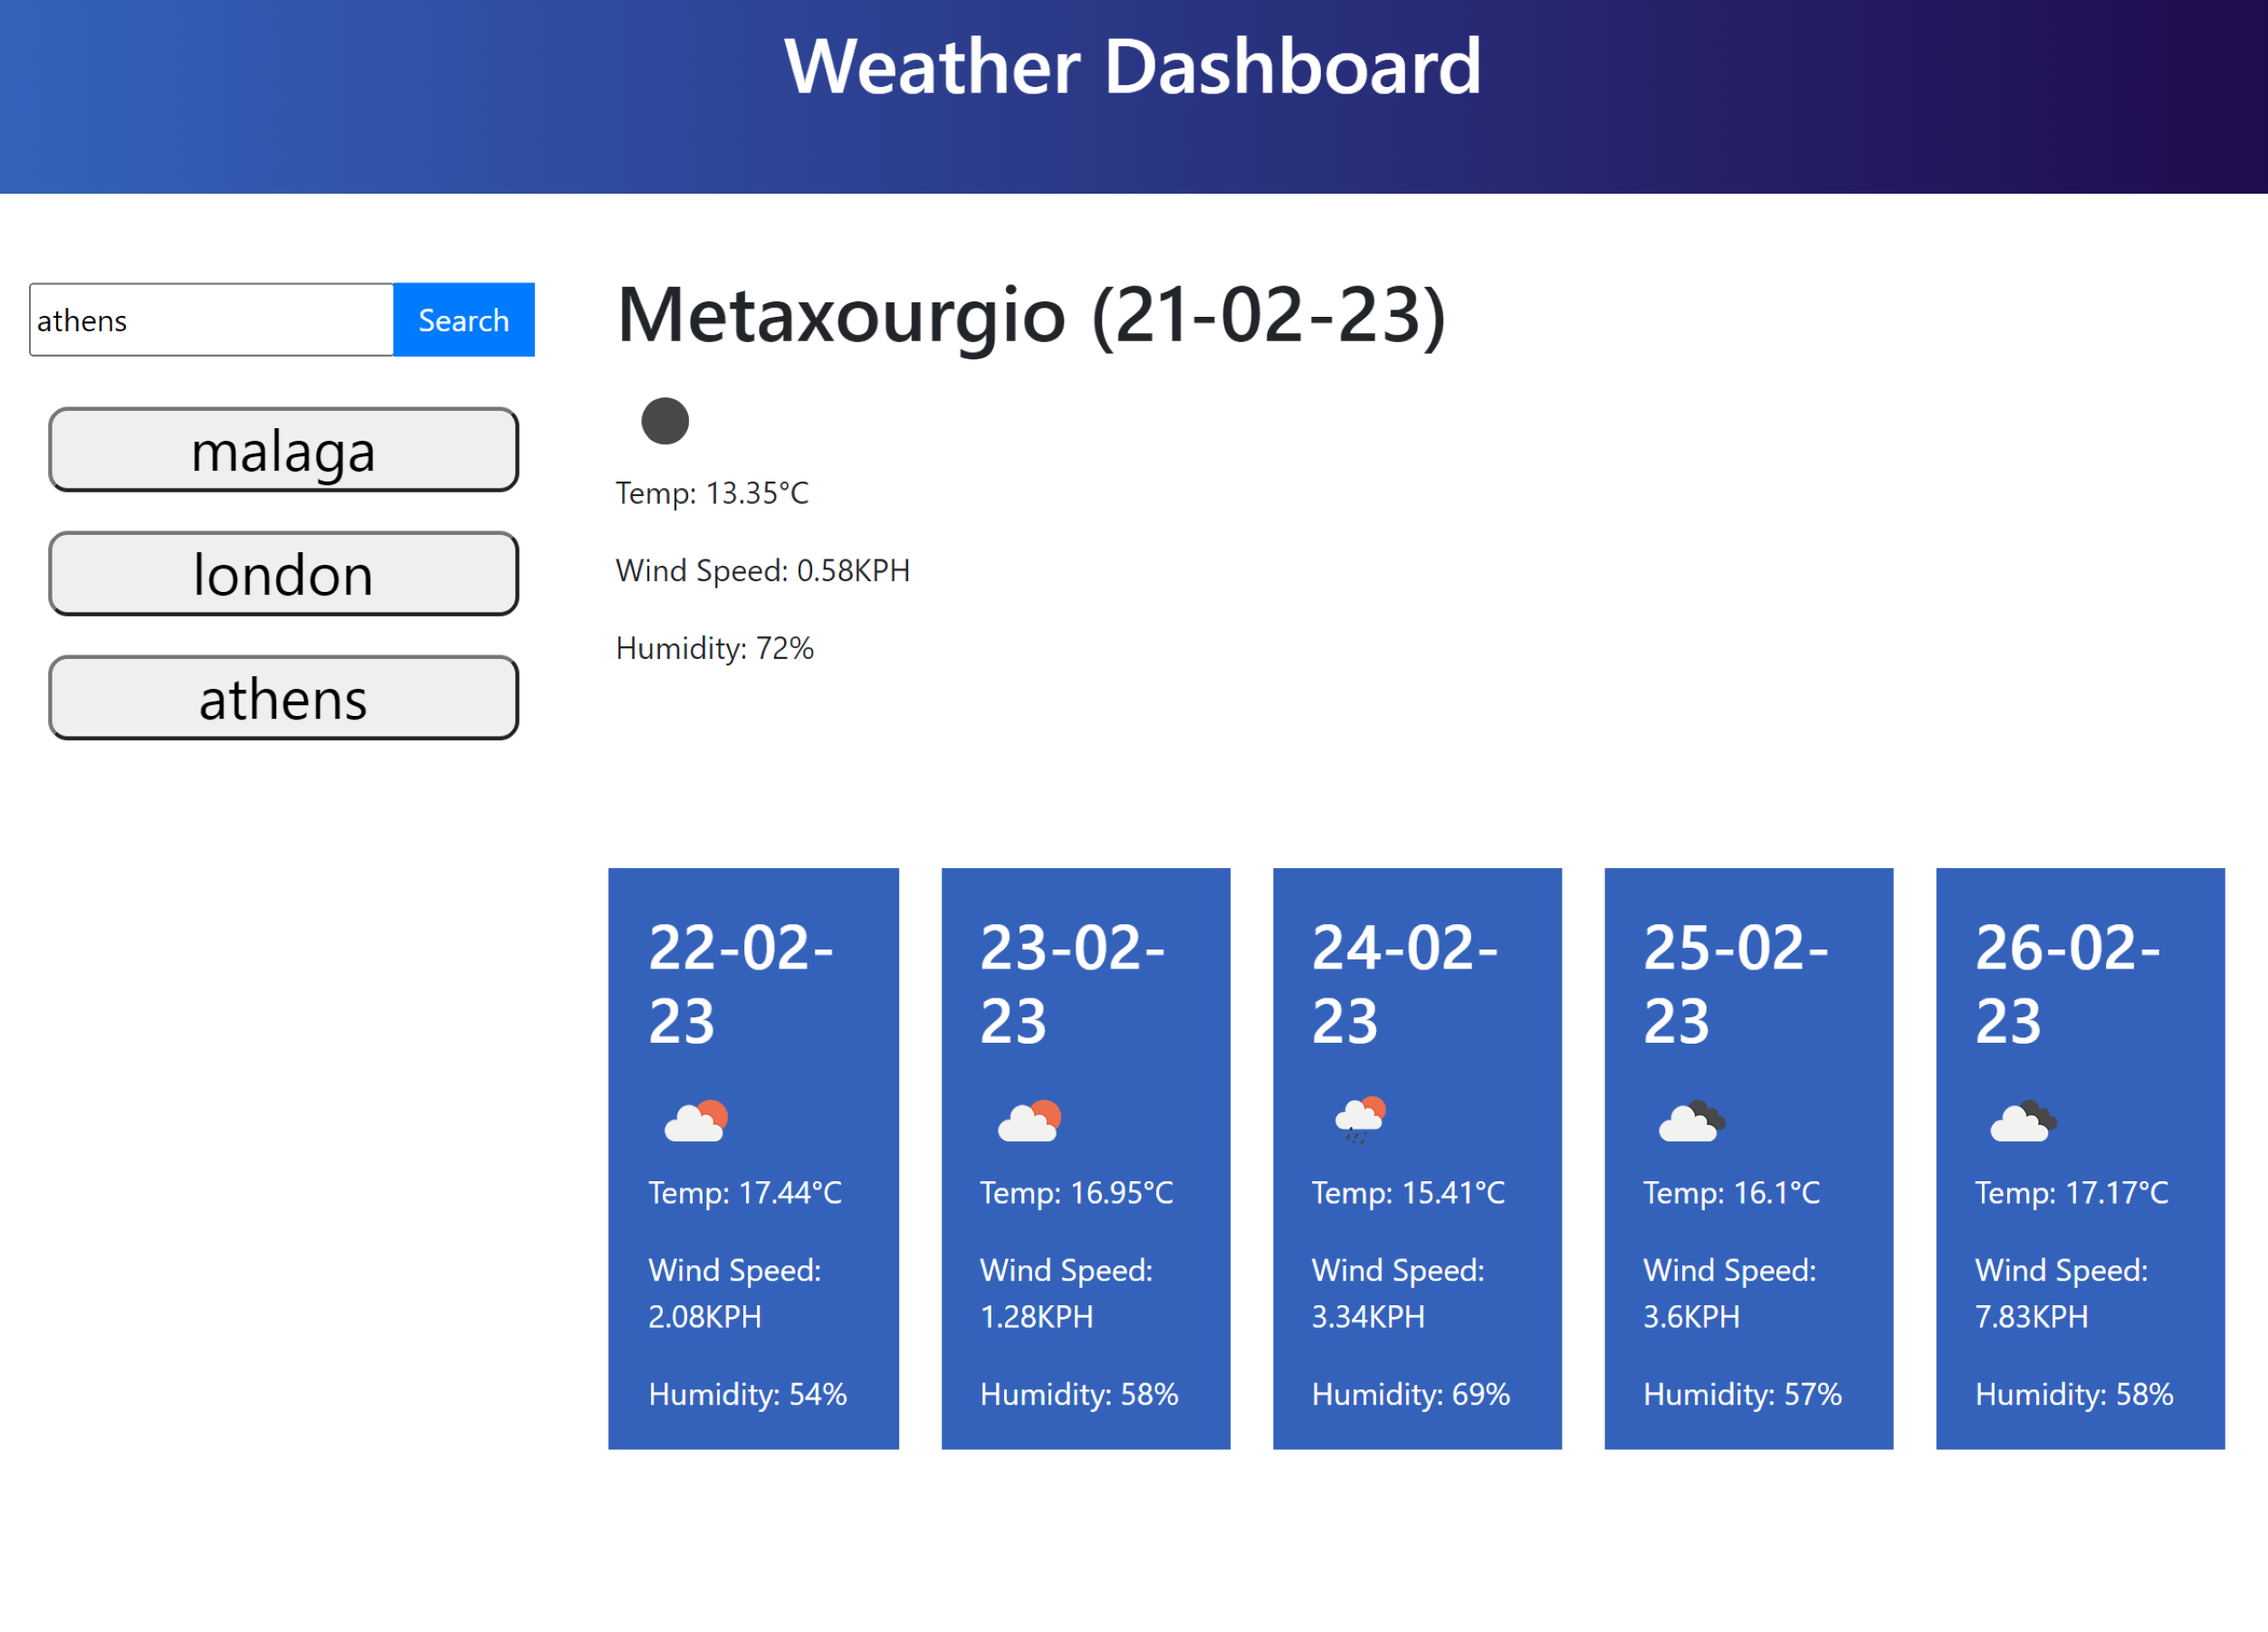 Weather Dashboard
athens
Search
malaga
london
athens
Metaxourgio (21-02-23)
Temp: 13.35°C
Wind Speed: 0.58KPH
Humidity: 72%
22-02-
23
Temp: 17.44°C
Wind Speed:
2.08KPH
Humidity: 54%
23-02-
23
Temp: 16.95°C
Wind Speed:
1.28KPH
Humidity: 58%
24-02-
23
Temp: 15.41°C
Wind Speed:
3.34KPH
Humidity: 69%
25-02-
23
Temp: 16.1°C
Wind Speed:
3.6KPH
Humidity: 57%
26-02-
23
Temp: 17.17°C
Wind Speed:
7.83KPH
Humidity: 58%